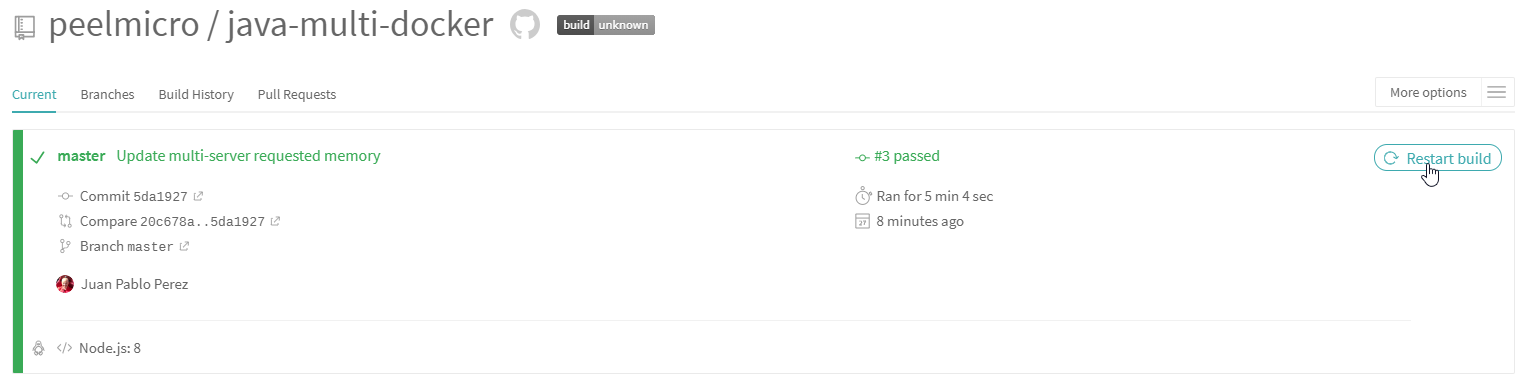 peelmicro / java-multi-docker build unknown
Current Branches Build History Pull Requests More options
master Update multi-server requested memory #3 passed Restart build
Commit 5da1927 Ran for 5 min 4 sec
Compare 20c678a..5da1927 8 minutes ago
27
Branch master
Juan Pablo Perez
</> Node.js: 8